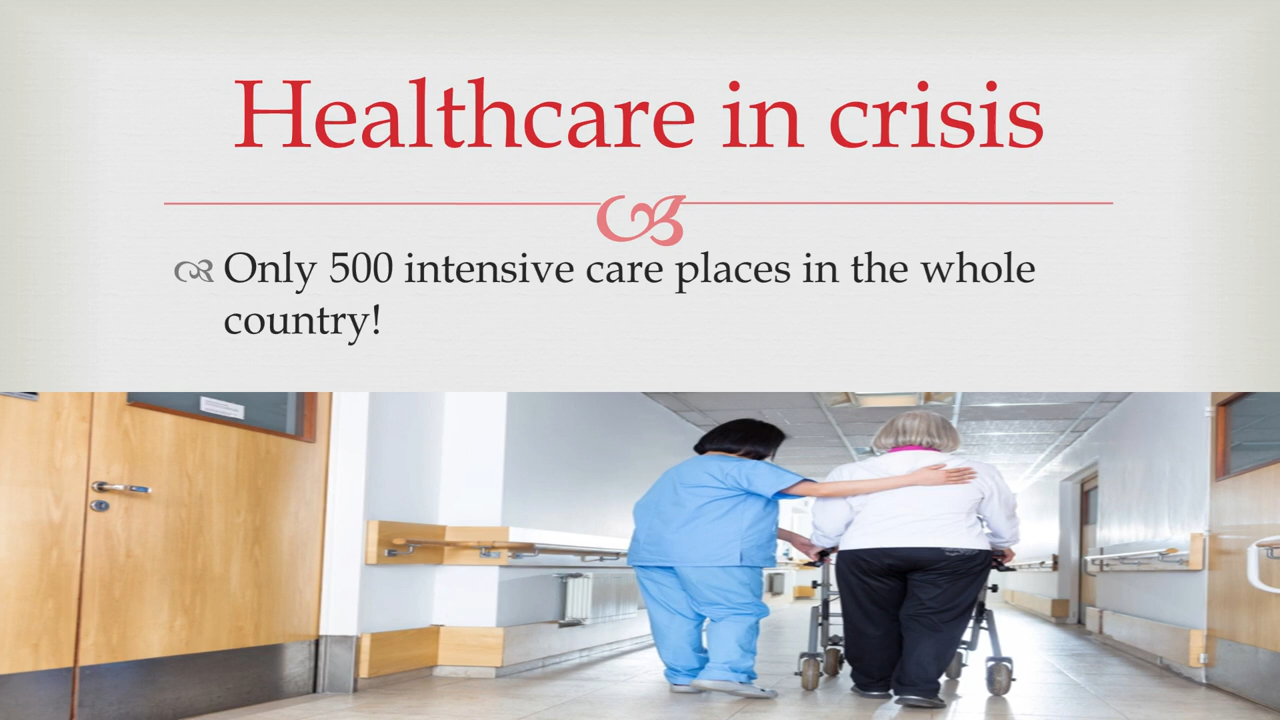 Healthcare in crisis
Only 500 intensive care places in the whole
country!